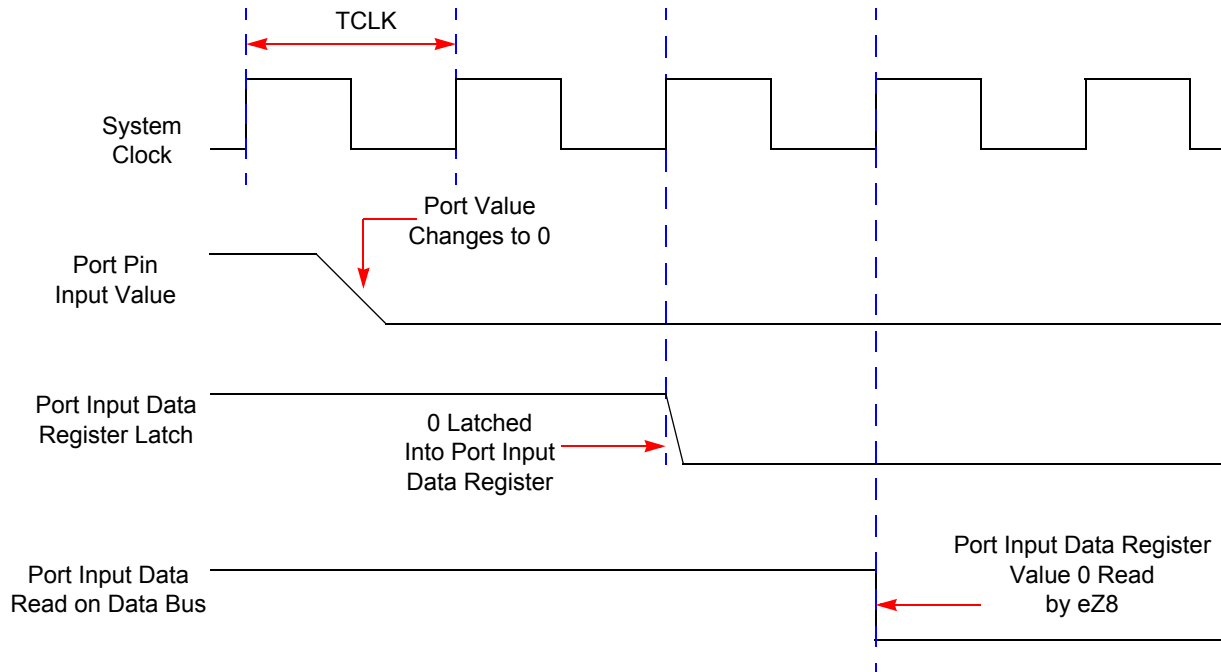 TCLK
System
Clock
Port Value
Changes to 0
Port Pin
Input Value
Port Input Data
Register Latch
0 Latched
Into Port Input
Data Register
Port Input Data
Read on Data Bus
Port Input Data Register
Value 0 Read
by eZ8